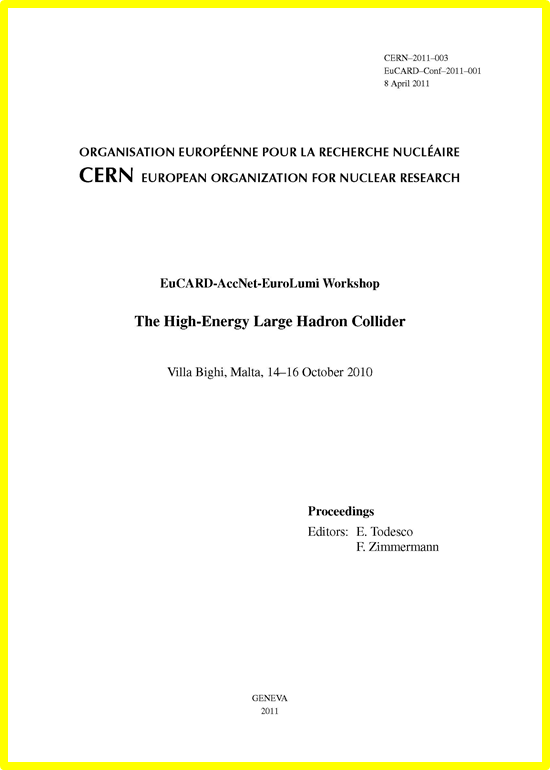 CERN–2011–003
EuCARD–Conf–2011–001
8 April 2011
ORGANISATION EUROPÉENNE POUR LA RECHERCHE NUCLÉAIRE
CERN EUROPEAN ORGANIZATION FOR NUCLEAR RESEARCH
EuCARD-AccNet-EuroLumi Workshop
The High-Energy Large Hadron Collider
Villa Bighi, Malta, 14–16 October 2010
Proceedings
Editors: E. Todesco
F. Zimmermann
GENEVA
2011